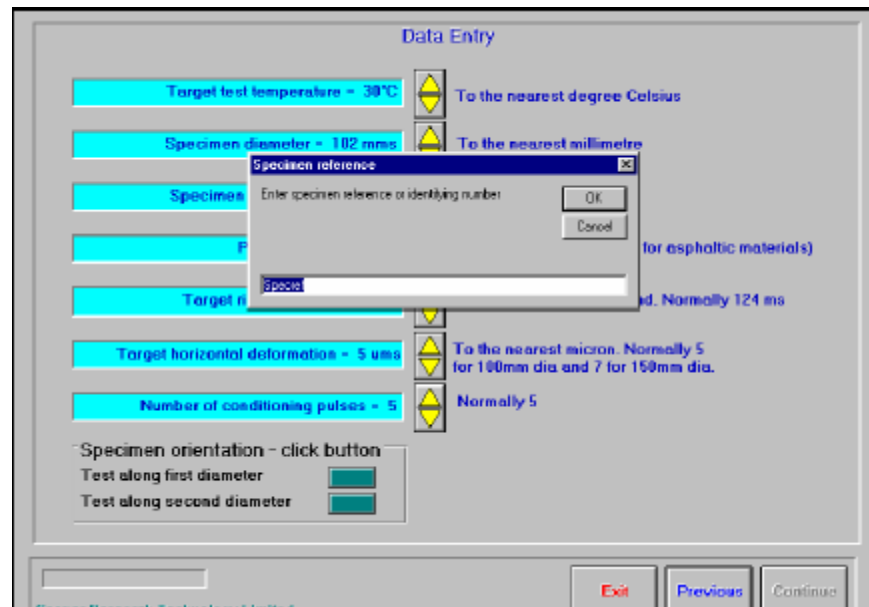 Data Entry
Target test temperature - 30°C
To the nearest degree Celsius
Specimen diameter - 102 mms
To the nearest millimetre
Specimen reference
Enter specimen reference or identifying number
OK
Cancel
Specref
Specimen
P
for asphaltic materials)
Target ri
nd. Normally 124 ms
Target horizontal deformation - 5 ums
To the nearest micron. Normally 5
for 100mm dia and 7 for 150mm dia.
Number of conditioning pulses - 5
Normally 5
Specimen orientation - click button
Test along first diameter
Test along second diameter
Exit
Previous
Continue